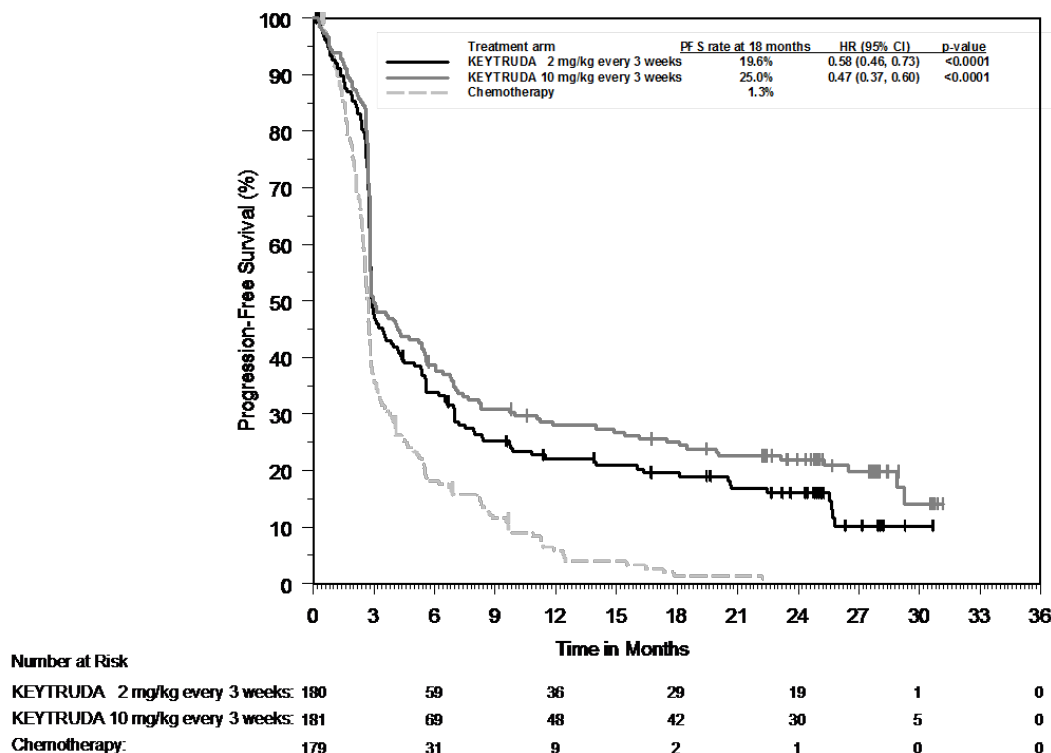 Treatment arm PFS rate at 18 months HR (95% CI) p-value
KEYTRUDA 2 mg/kg every 3 weeks 19.6% 0.58 (0.46, 0.73) <0.0001
KEYTRUDA 10 mg/kg every 3 weeks 25.0% 0.47 (0.37, 0.60) <0.0001
Chemotherapy 1.3%
Progression-Free Survival (%)
100
90
80
70
60
50
40
30
20
10
0
0 3 6 9 12 15 18 21 24 27 30 33 36
Time in Months
Number at Risk
KEYTRUDA 2 mg/kg every 3 weeks: 180 59 36 29 19 1 0
KEYTRUDA 10 mg/kg every 3 weeks: 181 69 48 42 30 5 0
Chemotherapy: 179 31 9 2 1 0 0